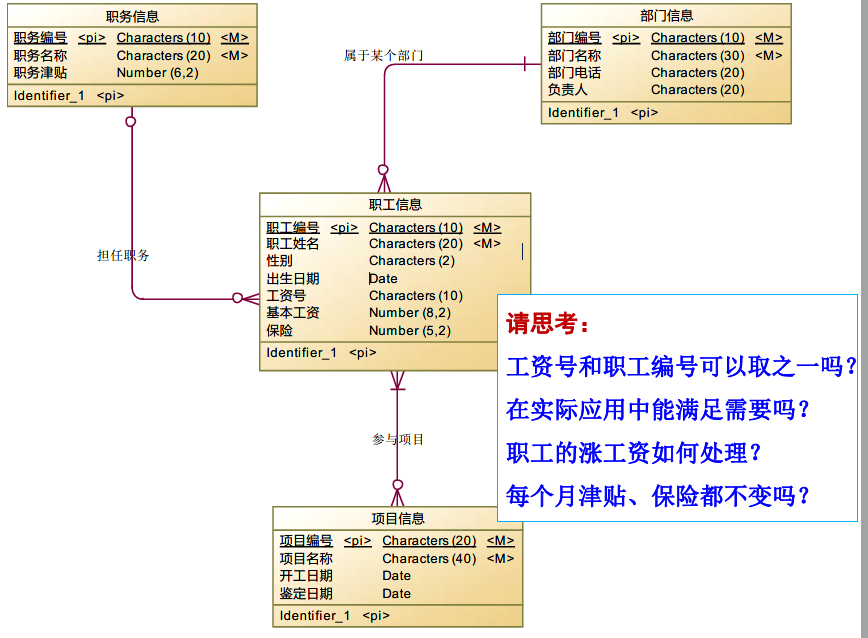 职务信息
职务编号 <pi> Characters (10) <M>
职务名称 Characters (20) <M>
职务津贴 Number (6,2)
Identifier_1 <pi>
部门信息
部门编号 <pi> Characters (10) <M>
部门名称 Characters (30) <M>
部门电话 Characters (20)
负责人 Characters (20)
Identifier_1 <pi>
属于某个部门
担任职务
职工信息
职工编号 <pi> Characters (10) <M>
职工姓名 Characters (20) <M>
性别 Characters (2)
出生日期 Date
工资号 Characters (10)
基本工资 Number (8,2)
保险 Number (5,2)
Identifier_1 <pi>
请思考:
工资号和职工编号可以取之一吗?
在实际应用中能满足需要吗?
职工的涨工资如何处理?
每个月津贴、保险都不变吗?
参与项目
项目信息
项目编号 <pi> Characters (20) <M>
项目名称 Characters (40) <M>
开工日期 Date
鉴定日期 Date
Identifier_1 <pi>